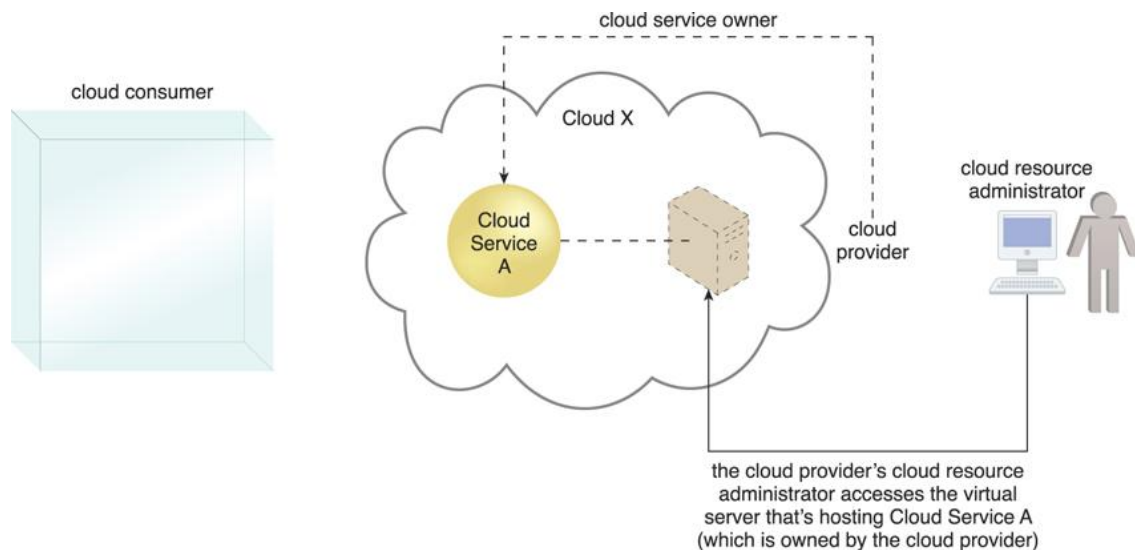 cloud service owner
cloud consumer
Cloud X
cloud resource
administrator
Cloud
Service
A
cloud
provider
the cloud provider's cloud resource
administrator accesses the virtual
server that's hosting Cloud Service A
(which is owned by the cloud provider)